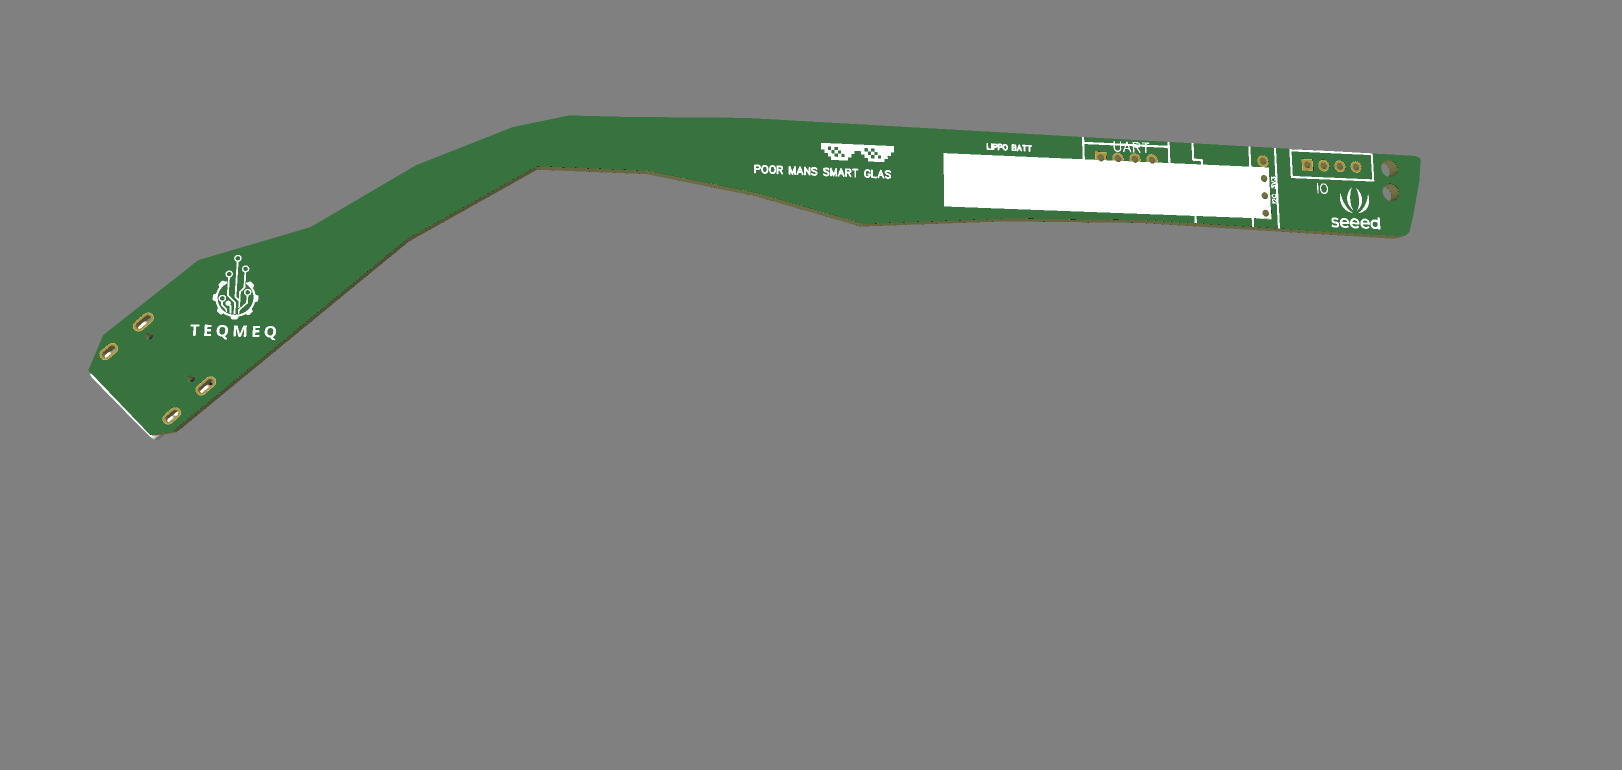 LIPPO BATT
UART
POOR MANS SMART GLAS
IO
seeed
TEQMEQ